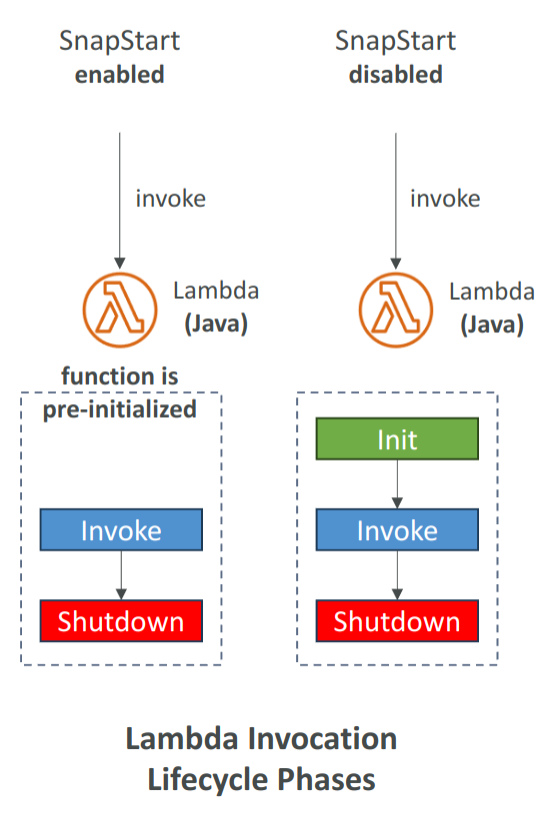 SnapStart
enabled
SnapStart
disabled
invoke
invoke
Lambda
(Java)
Lambda
(Java)
function is
pre-initialized
Init
Invoke
Invoke
Shutdown
Shutdown
Lambda Invocation
Lifecycle Phases